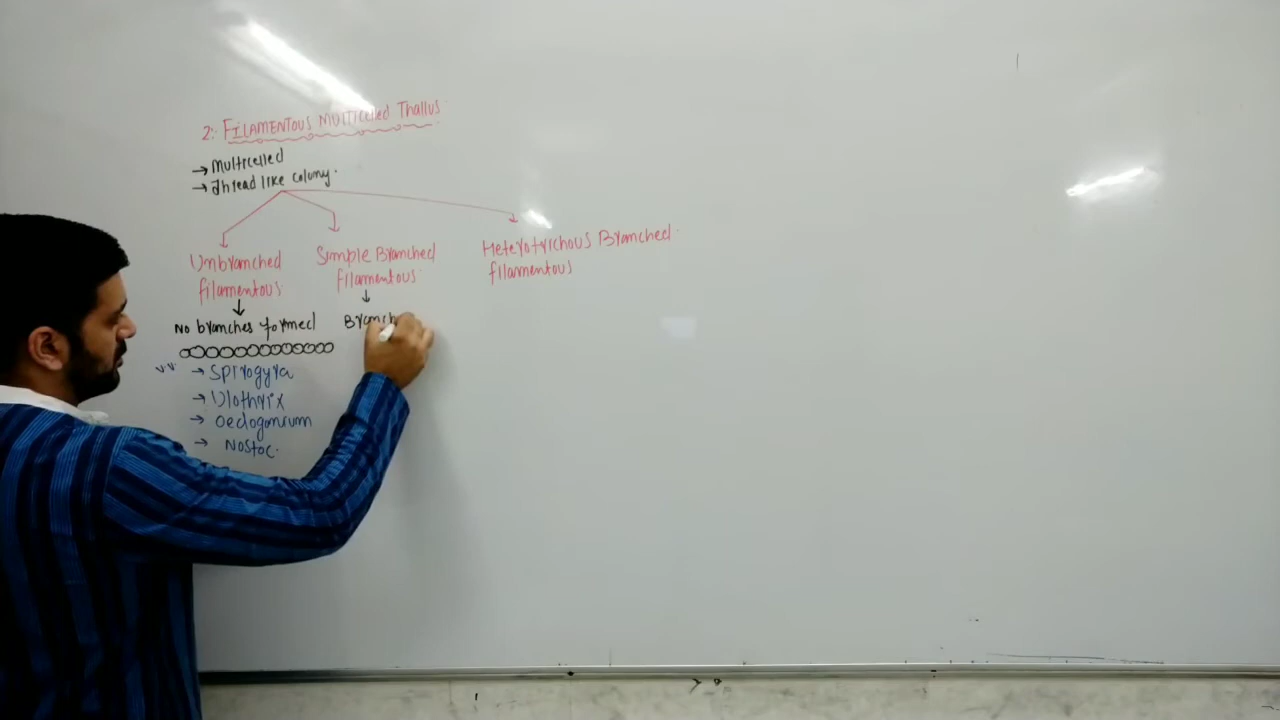 2: FILAMENTOUS MULTICELLED Thallus
→ Multicelled
→ Thread like colony.
Unbranched
filamentous
Simple Branched
filamentous
Heterotrichous Branched
filamentous
No branches formed
Branch
→ Spirogyra
→ Ulothrix
→ Oedogonium
→ Nostoc.